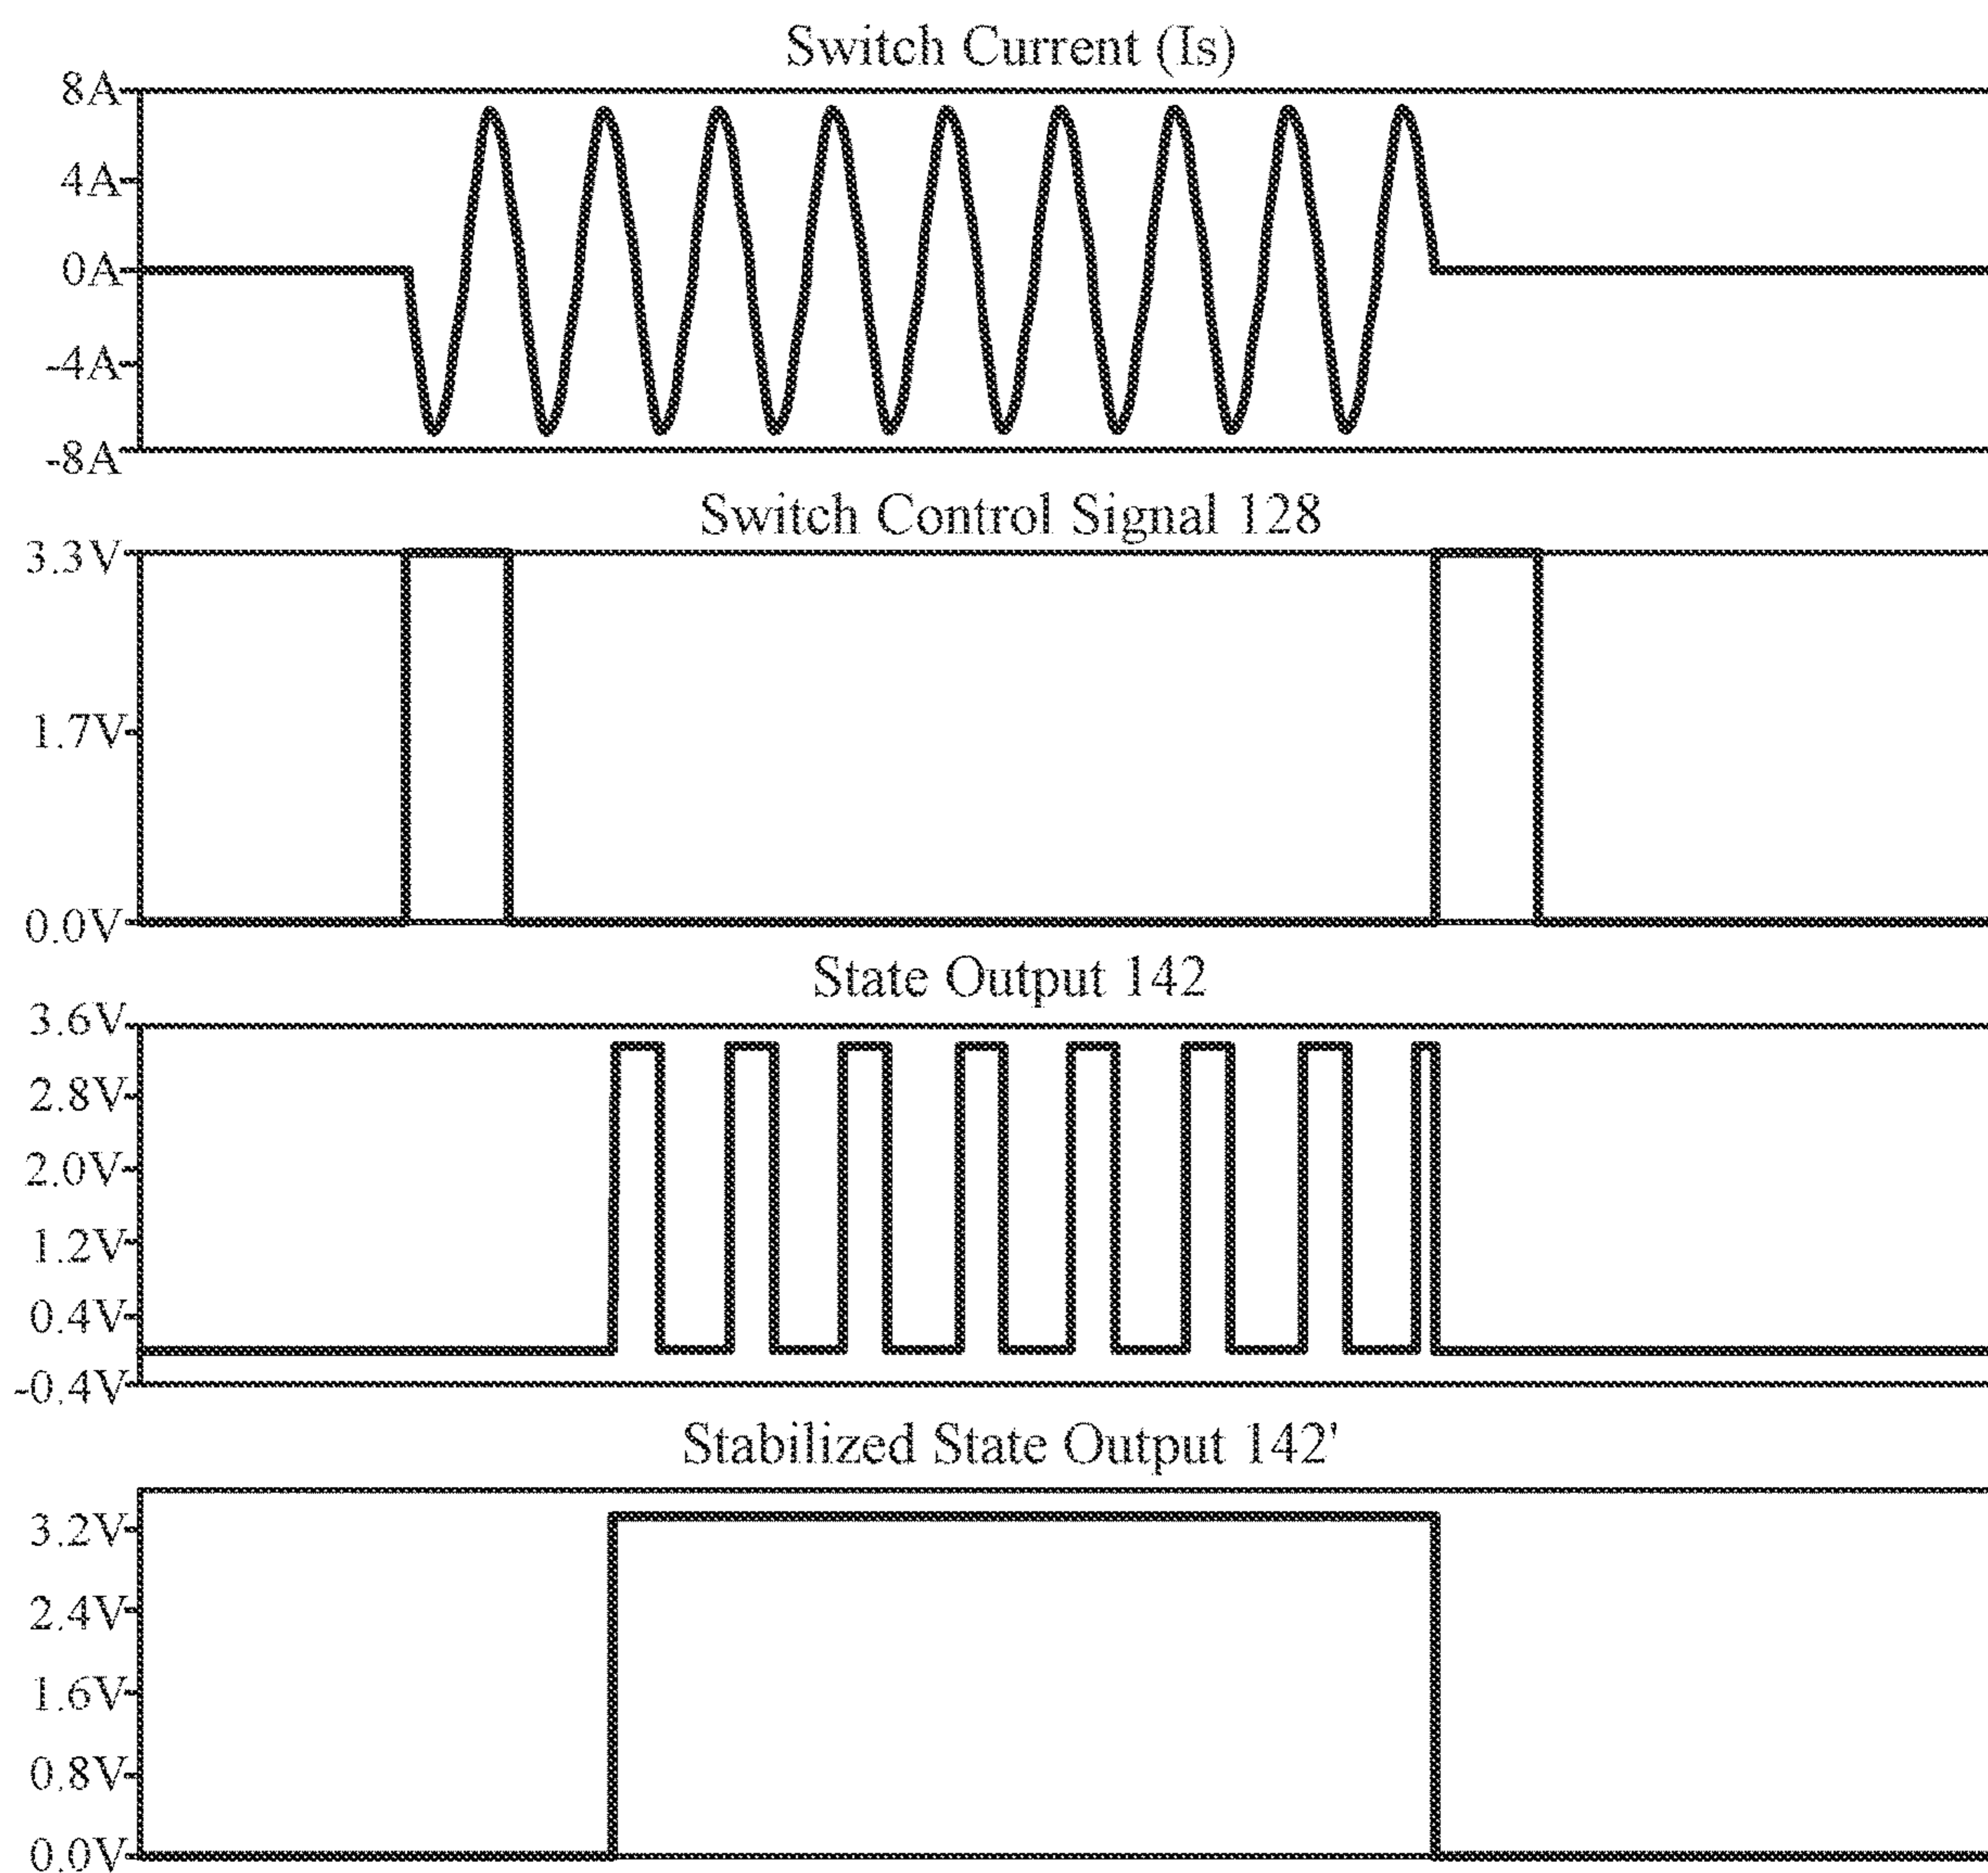 Switch Current (Is)
8A
4A
0A
-4A
-8A
Switch Control Signal 128
3.3V
1.7V
0.0V
State Output 142
3.6V
2.8V
2.0V
1.2V
0.4V
-0.4V
Stabilized State Output 142'
3.2V
2.4V
1.6V
0.8V
0.0V